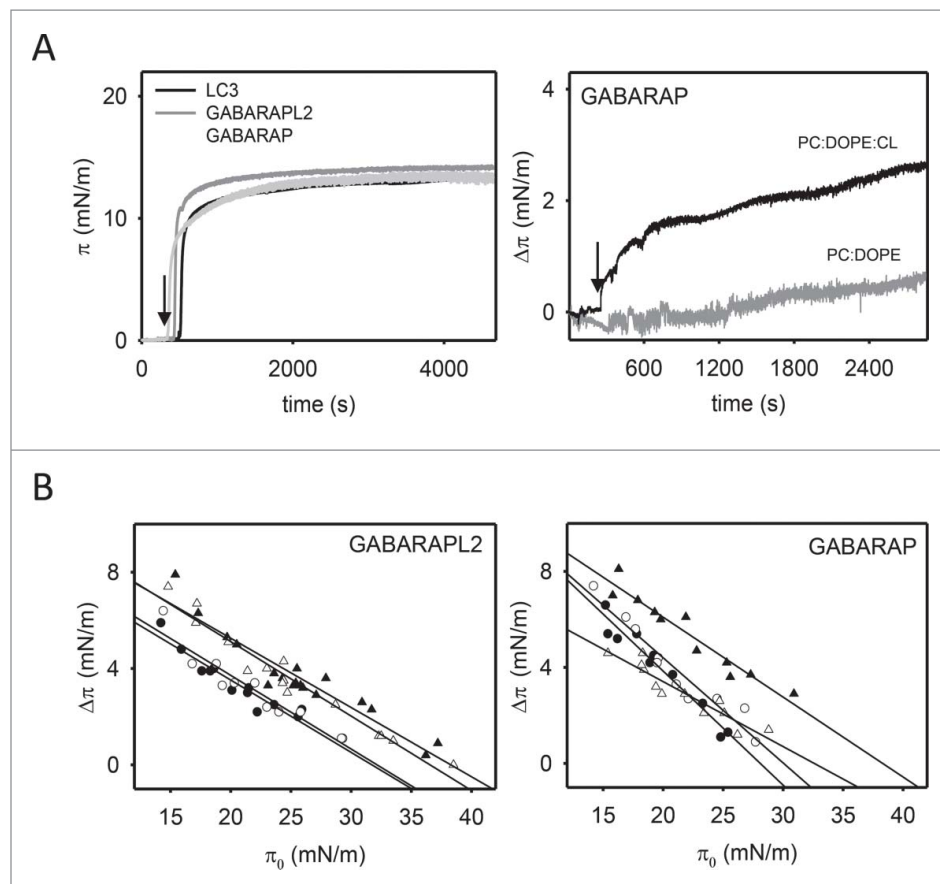 A
20
10
0
π (mN/m)
LC3
GABARAPL2
GABARAP
0 2000 4000
time (s)
4
2
0
Δπ (mN/m)
GABARAP
PC:DOPE:CL
PC:DOPE
600 1200 1800 2400
time (s)
B
8
4
0
Δπ (mN/m)
GABARAPL2
15 20 25 30 35 40
π₀ (mN/m)
8
4
0
Δπ (mN/m)
GABARAP
15 20 25 30 35 40
π₀ (mN/m)